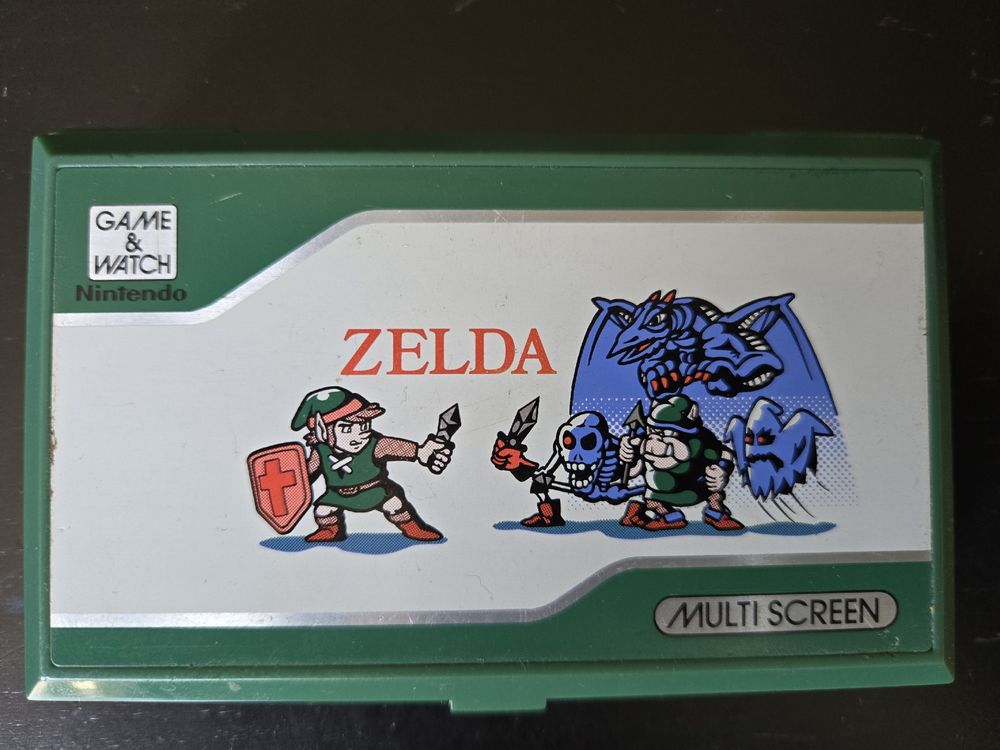 GAME
&
WATCH
Nintendo
ZELDA
MULTI SCREEN